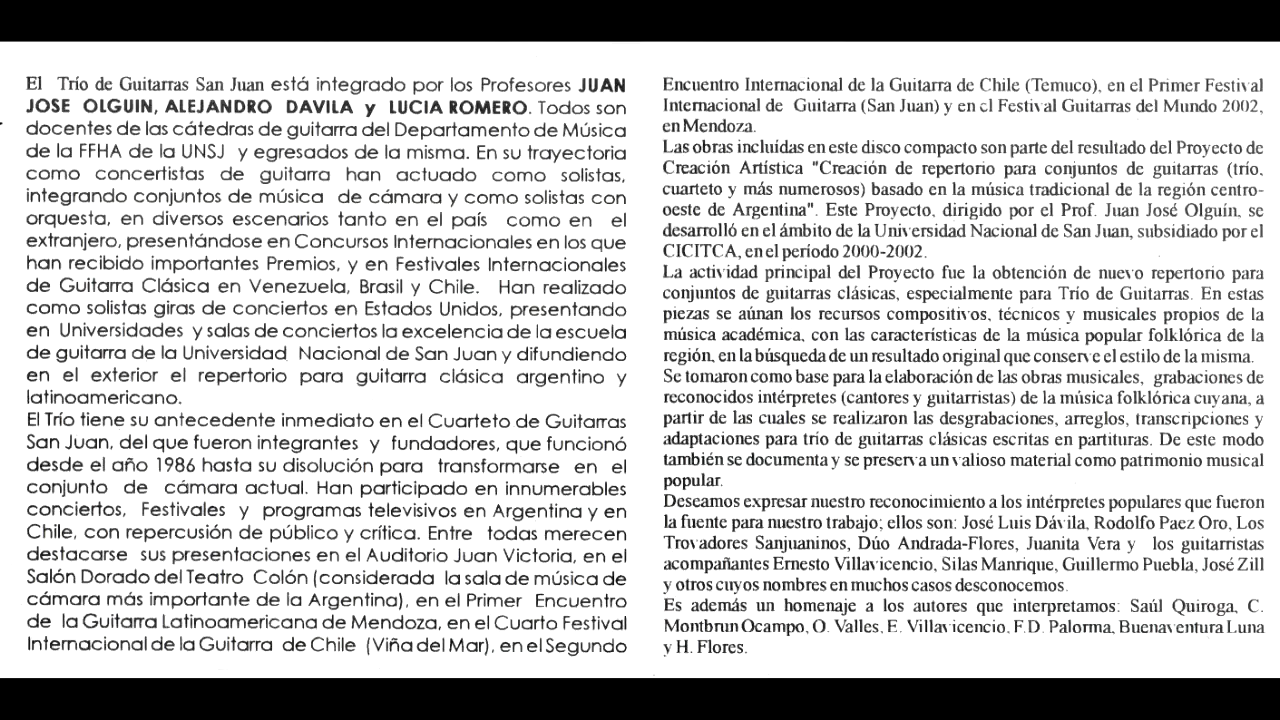 El Trío de Guitarras San Juan está integrado por los Profesores JUAN
JOSE OLGUIN, ALEJANDRO DAVILA y LUCIA ROMERO. Todos son
docentes de las cátedras de guitarra del Departamento de Música
de la FFHA de la UNSJ y egresados de la misma. En su trayectoria
como concertistas de guitarra han actuado como solistas,
integrando conjuntos de música de cámara y como solistas con
orquesta, en diversos escenarios tanto en el país como en el
extranjero, presentándose en Concursos Internacionales en los que
han recibido importantes Premios, y en Festivales Internacionales
de Guitarra Clásica en Venezuela, Brasil y Chile. Han realizado
como solistas giras de conciertos en Estados Unidos, presentando
en Universidades y salas de conciertos la excelencia de la escuela
de guitarra de la Universidad Nacional de San Juan y difundiendo
en el exterior el repertorio para guitarra clásica argentino y
latinoamericano.
El Trío tiene su antecedente inmediato en el Cuarteto de Guitarras
San Juan, del que fueron integrantes y fundadores, que funcionó
desde el año 1986 hasta su disolución para transformarse en el
conjunto de cámara actual. Han participado en innumerables
conciertos, Festivales y programas televisivos en Argentina y en
Chile, con repercusión de público y crítica. Entre todas merecen
destacarse sus presentaciones en el Auditorio Juan Victoria, en el
Salón Dorado del Teatro Colón (considerada la sala de música de
cámara más importante de la Argentina), en el Primer Encuentro
de la Guitarra Latinoamericana de Mendoza, en el Cuarto Festival
Internacional de la Guitarra de Chile (Viña del Mar), en el Segundo
Encuentro Internacional de la Guitarra de Chile (Temuco), en el Primer Festival
Internacional de Guitarra (San Juan) y en el Festival Guitarras del Mundo 2002,
en Mendoza.
Las obras incluídas en este disco compacto son parte del resultado del Proyecto de
Creación Artística "Creación de repertorio para conjuntos de guitarras (trío,
cuarteto y más numerosos) basado en la música tradicional de la región centro-
oeste de Argentina". Este Proyecto, dirigido por el Prof. Juan José Olguín, se
desarrolló en el ámbito de la Universidad Nacional de San Juan, subsidiado por el
CICITCA, en el período 2000-2002.
La actividad principal del Proyecto fue la obtención de nuevo repertorio para
conjuntos de guitarras clásicas, especialmente para Trío de Guitarras. En estas
piezas se aúnan los recursos compositivos, técnicos y musicales propios de la
música académica, con las características de la música popular folklórica de la
región, en la búsqueda de un resultado original que conserve el estilo de la misma.
Se tomaron como base para la elaboración de las obras musicales, grabaciones de
reconocidos intérpretes (cantores y guitarristas) de la música folklórica cuyana, a
partir de las cuales se realizaron las desgrabaciones, arreglos, transcripciones y
adaptaciones para trío de guitarras clásicas escritas en partituras. De este modo
también se documenta y se preserva un valioso material como patrimonio musical
popular.
Deseamos expresar nuestro reconocimiento a los intérpretes populares que fueron
la fuente para nuestro trabajo; ellos son: José Luis Dávila, Rodolfo Paez Oro, Los
Trovadores Sanjuaninos, Dúo Andrada-Flores, Juanita Vera y los guitarristas
acompañantes Ernesto Villavicencio, Silas Manrique, Guillermo Puebla, José Zill
y otros cuyos nombres en muchos casos desconocemos.
Es además un homenaje a los autores que interpretamos: Saúl Quiroga, C.
Montbrun Ocampo, O. Valles, E. Villavicencio, F.D. Palorma, Buenaventura Luna
y H. Flores.